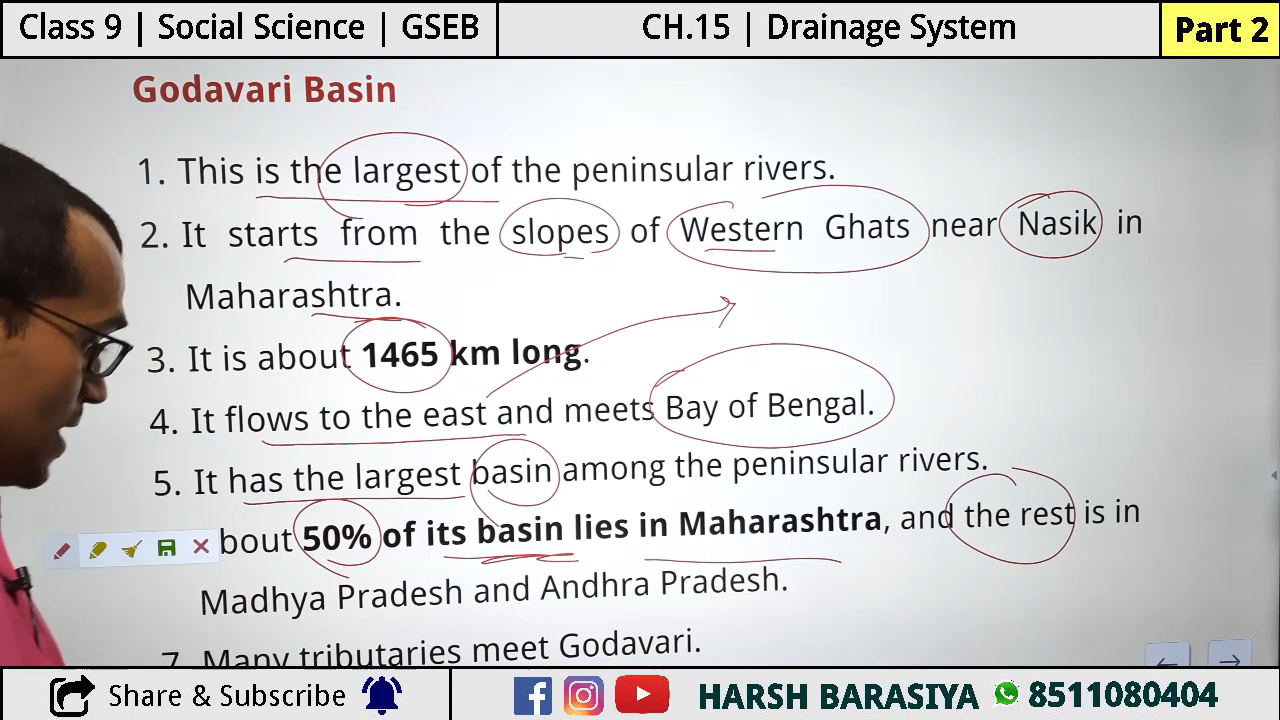 Class 9 | Social Science | GSEB
CH.15 | Drainage System
Part 2
Godavari Basin
1. This is the largest of the peninsular rivers.
2. It starts from the slopes of Western Ghats near Nasik in
Maharashtra.
3. It is about 1465 km long.
4. It flows to the east and meets Bay of Bengal.
5. It has the largest basin among the peninsular rivers.
bout 50% of its basin lies in Maharashtra, and the rest is in
Madhya Pradesh and Andhra Pradesh.
7. Many tributaries meet Godavari.
Share & Subscribe
HARSH BARASIYA 8511080404